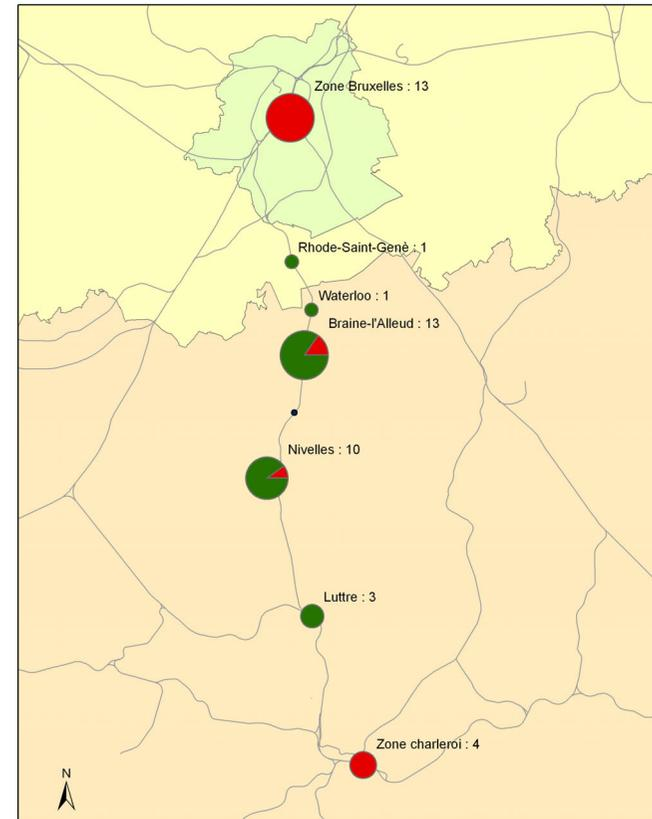 Zone Bruxelles : 13
Rhode-Saint-Genè : 1
Waterloo : 1
Braine-l'Alleud : 13
Nivelles : 10
Luttre : 3
Zone charleroi : 4
N